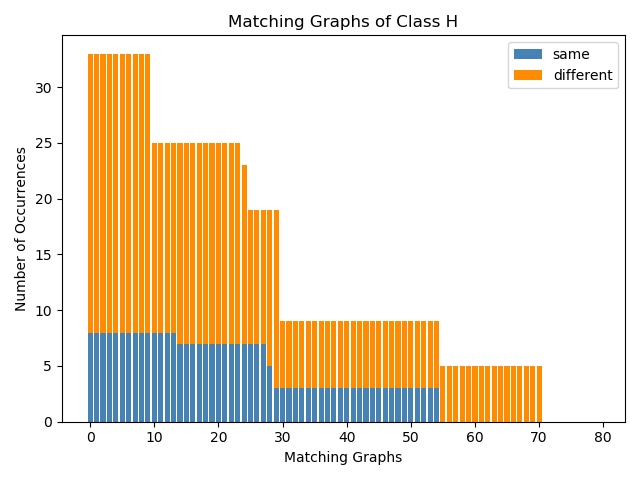 Matching Graphs of Class H
same
different
Number of Occurrences
30
25
20
15
10
5
0
0 10 20 30 40 50 60 70 80
Matching Graphs